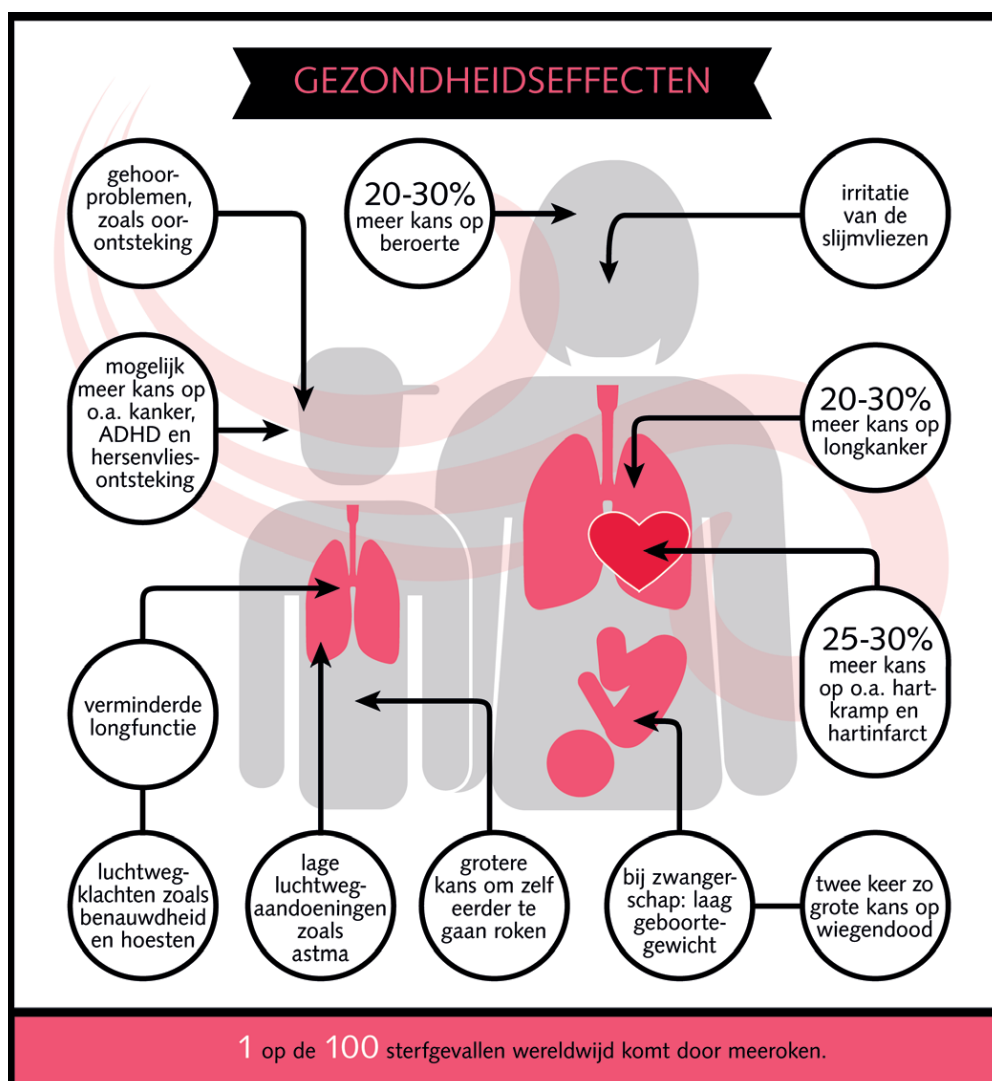 GEZONDHEIDSEFFECTEN
gehoor-
problemen,
zoals oor-
ontsteking
20-30%
meer kans op
beroerte
irritatie
van de
slijmvliezen
mogelijk
meer kans op
o.a. kanker,
ADHD en
hersenvlies-
ontsteking
20-30%
meer kans op
longkanker
verminderde
longfunctie
25-30%
meer kans
op o.a. hart-
kramp en
hartinfarct
luchtweg-
klachten zoals
benauwdheid
en hoesten
lage
luchtweg-
aandoeningen
zoals
astma
grotere
kans om zelf
eerder te
gaan roken
bij zwanger-
schap: laag
geboorte-
gewicht
twee keer zo
grote kans op
wiegendood
1 op de 100 sterfgevallen wereldwijd komt door meeroken.